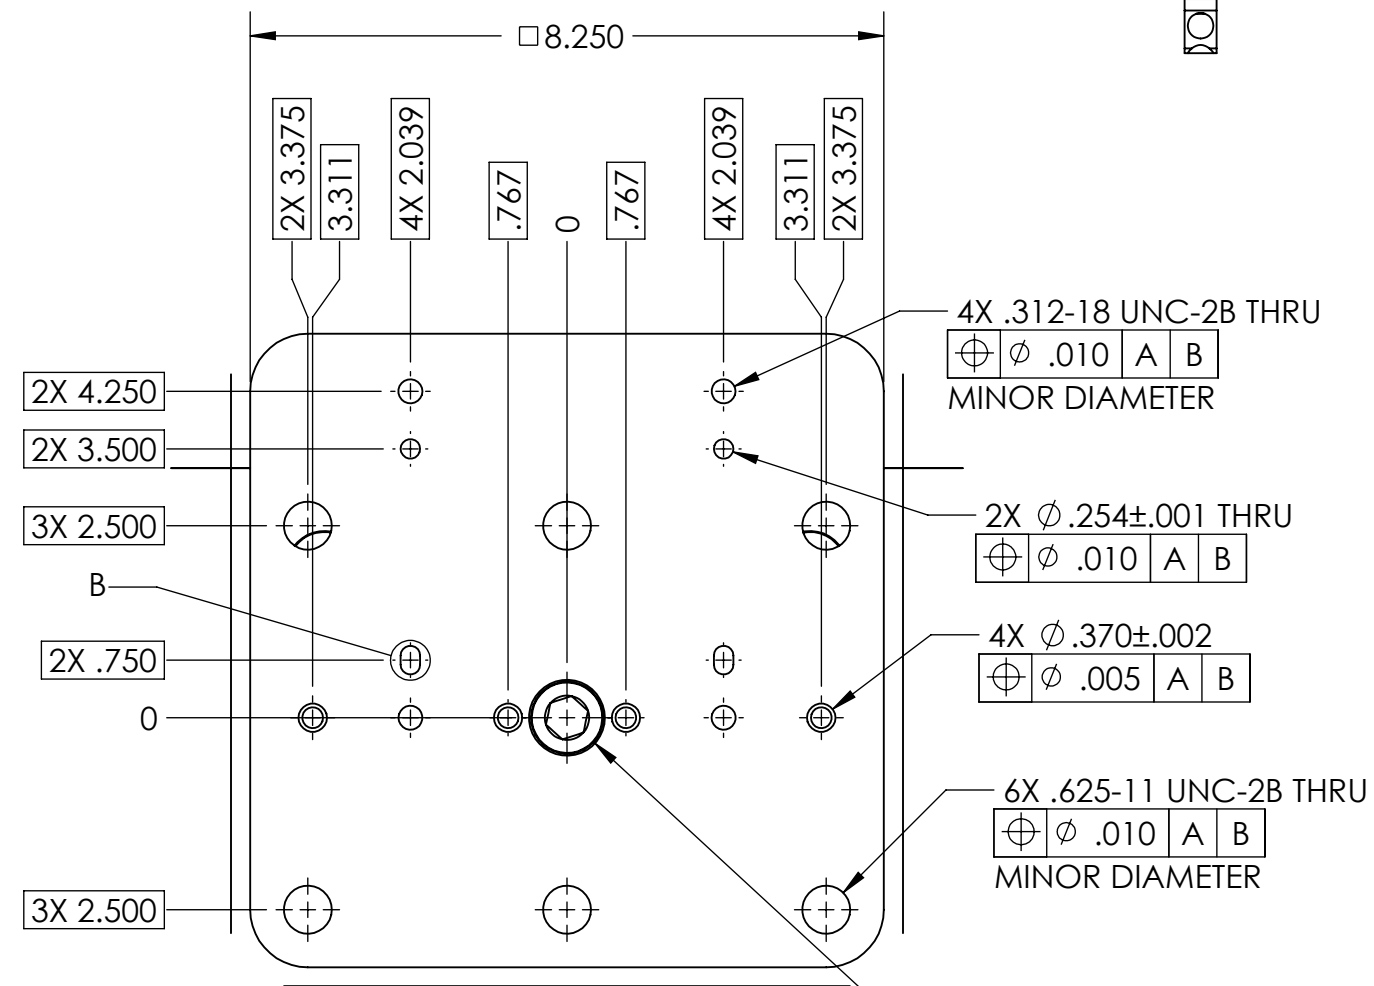 □8.250
2X 3.375
3.311
4X 2.039
.767
0
.767
4X 2.039
3.311
2X 3.375
4X .312-18 UNC-2B THRU
⌖ ⌀ .010 A B
MINOR DIAMETER
2X 4.250
2X 3.500
3X 2.500
2X ⌀.254±.001 THRU
⌖ ⌀ .010 A B
B
4X ⌀.370±.002
⌖ ⌀ .005 A B
2X .750
0
6X .625-11 UNC-2B THRU
⌖ ⌀ .010 A B
MINOR DIAMETER
3X 2.500